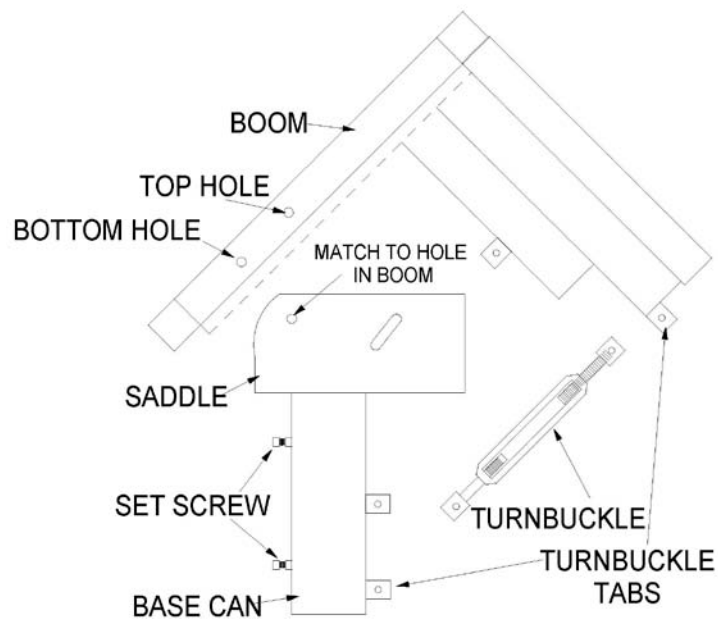 BOOM
TOP HOLE
BOTTOM HOLE
MATCH TO HOLE
IN BOOM
SADDLE
SET SCREW
TURNBUCKLE
TURNBUCKLE
TABS
BASE CAN